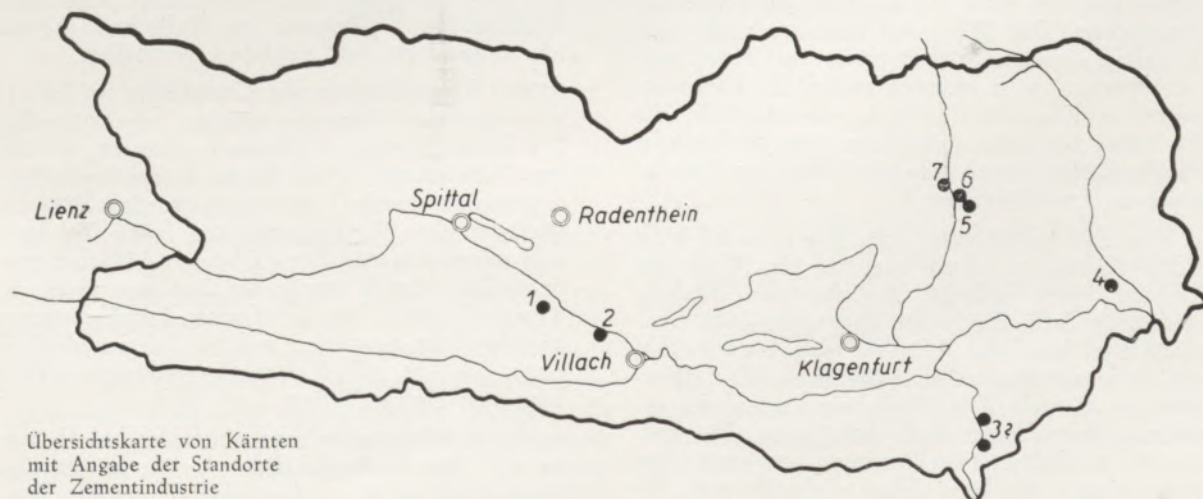 7
6
5
Lienz
Spittal
Radenthein
4
1
2
Villach
Klagenfurt
3?
Übersichtskarte von Kärnten
mit Angabe der Standorte
der Zementindustrie